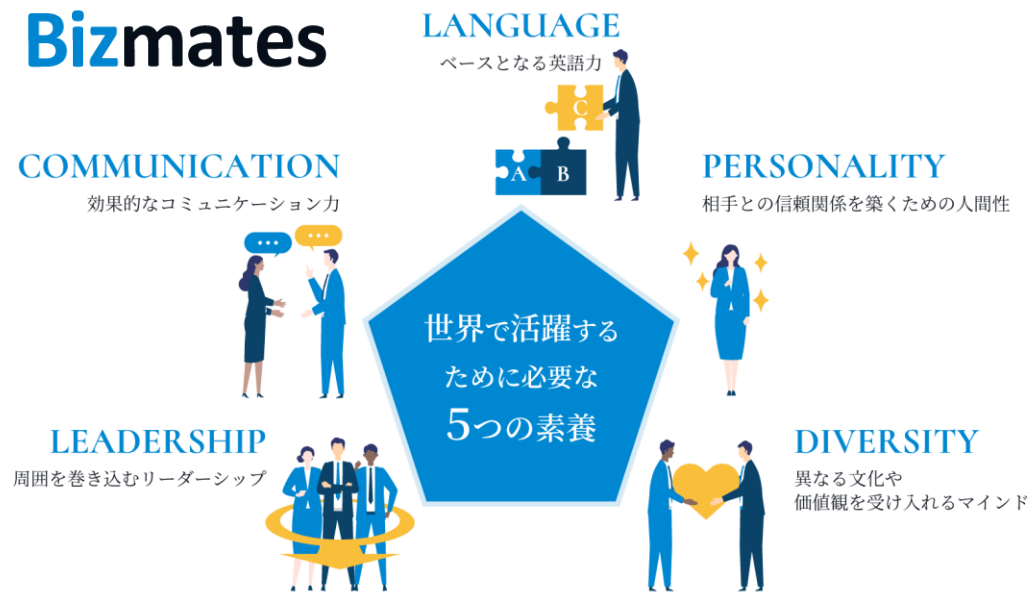 Bizmates
LANGUAGE
ベースとなる英語力
C
A
B
COMMUNICATION
効果的なコミュニケーション力
PERSONALITY
相手との信頼関係を築くための人間性
世界で活躍する
ために必要な
5つの素養
LEADERSHIP
周囲を巻き込むリーダーシップ
DIVERSITY
異なる文化や
価値観を受け入れるマインド